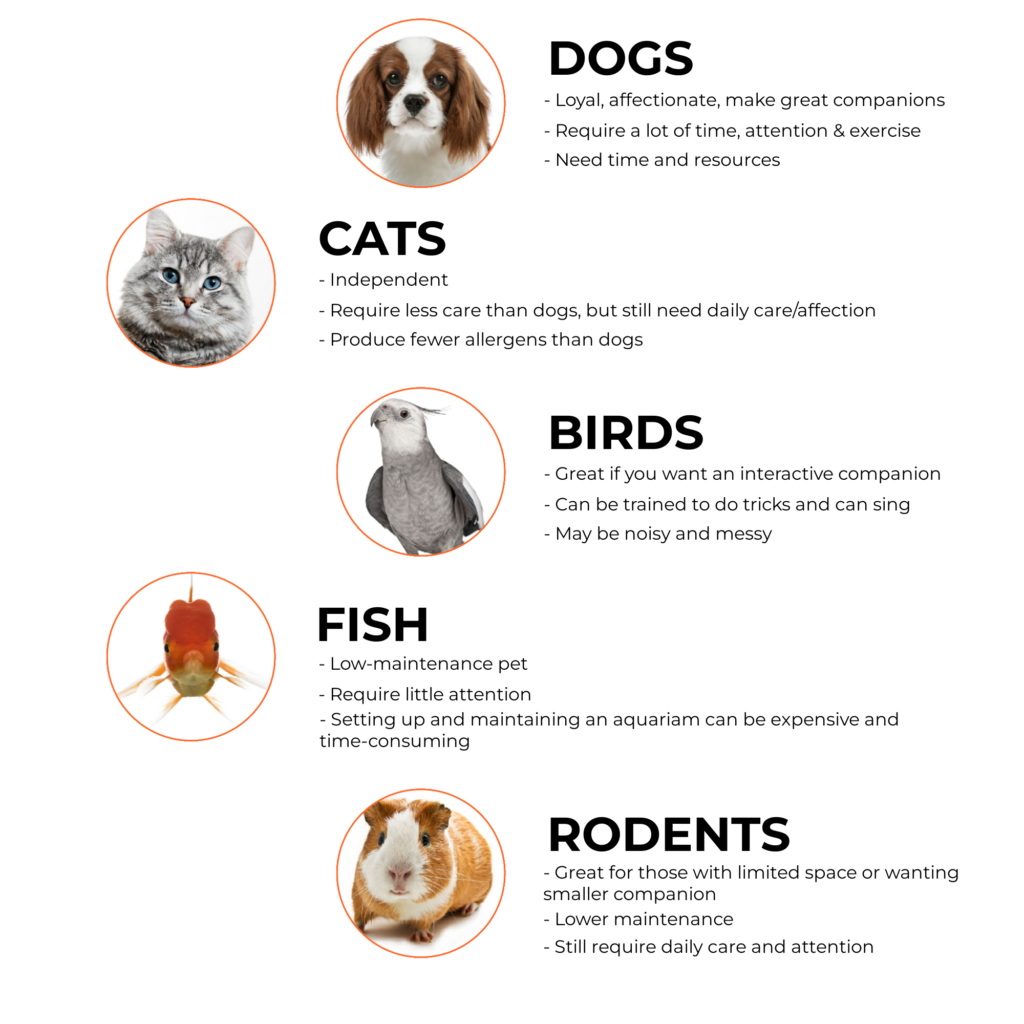 DOGS
- Loyal, affectionate, make great companions
- Require a lot of time, attention & exercise
- Need time and resources
CATS
- Independent
- Require less care than dogs, but still need daily care/affection
- Produce fewer allergens than dogs
BIRDS
- Great if you want an interactive companion
- Can be trained to do tricks and can sing
- May be noisy and messy
FISH
- Low-maintenance pet
- Require little attention
- Setting up and maintaining an aquariam can be expensive and
time-consuming
RODENTS
- Great for those with limited space or wanting
smaller companion
- Lower maintenance
- Still require daily care and attention